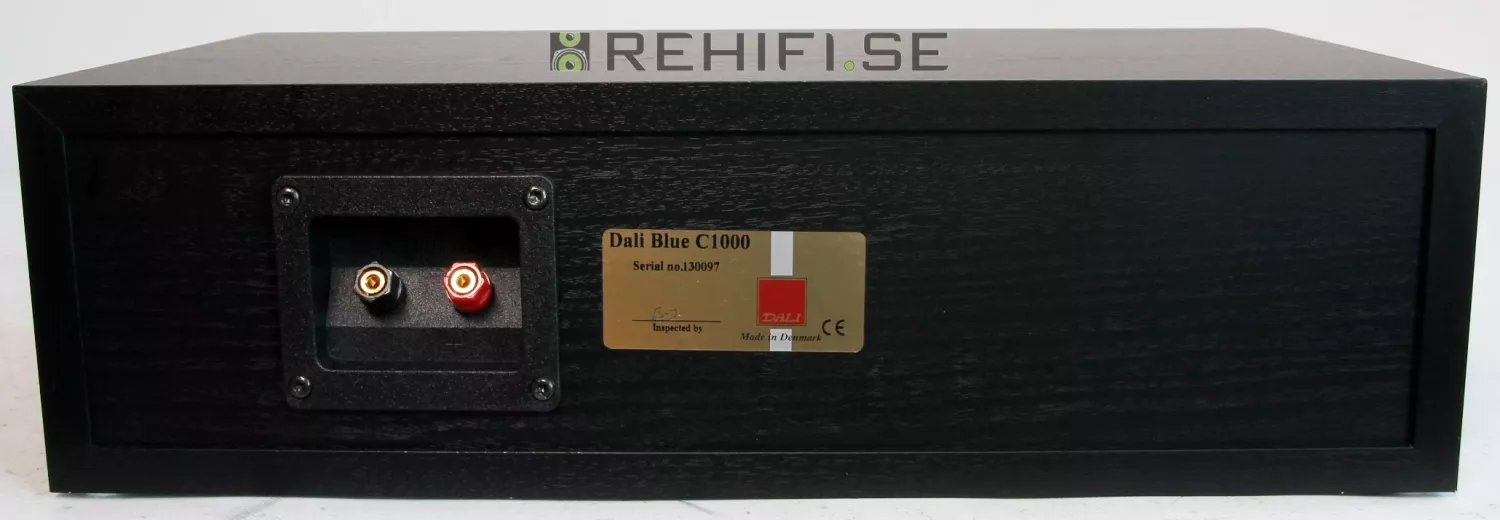 REHIFI.SE
Dali Blue C1000
Serial no.130097
Inspected by
DALI
Made in Denmark
CE